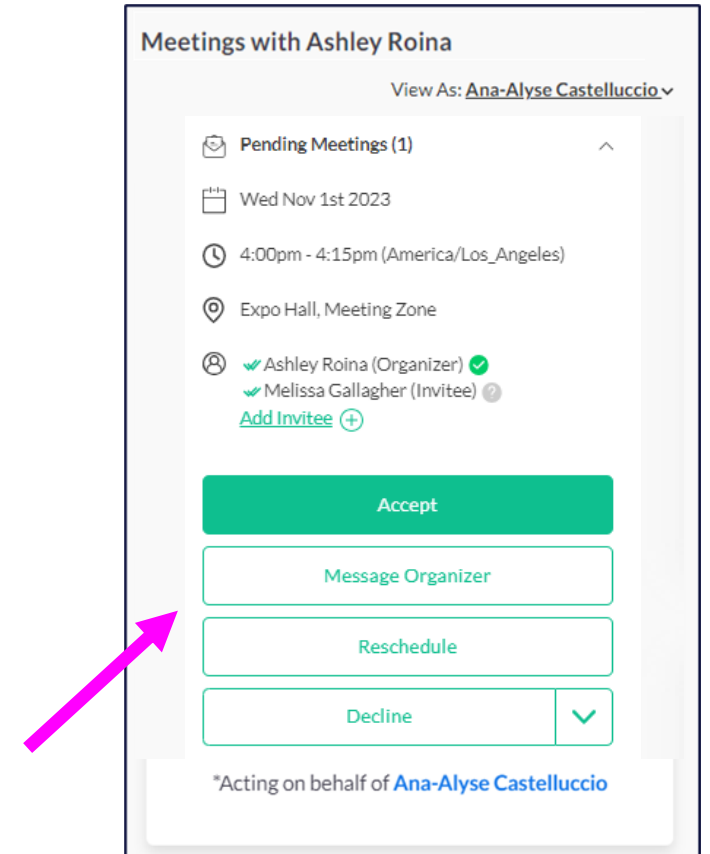 Meetings with Ashley Roina
View As: Ana-Alyse Castelluccio
Pending Meetings (1)
Wed Nov 1st 2023
4:00pm - 4:15pm (America/Los_Angeles)
Expo Hall, Meeting Zone
Ashley Roina (Organizer)
Melissa Gallagher (Invitee) ?
Add Invitee
Accept
Message Organizer
Reschedule
Decline
*Acting on behalf of Ana-Alyse Castelluccio